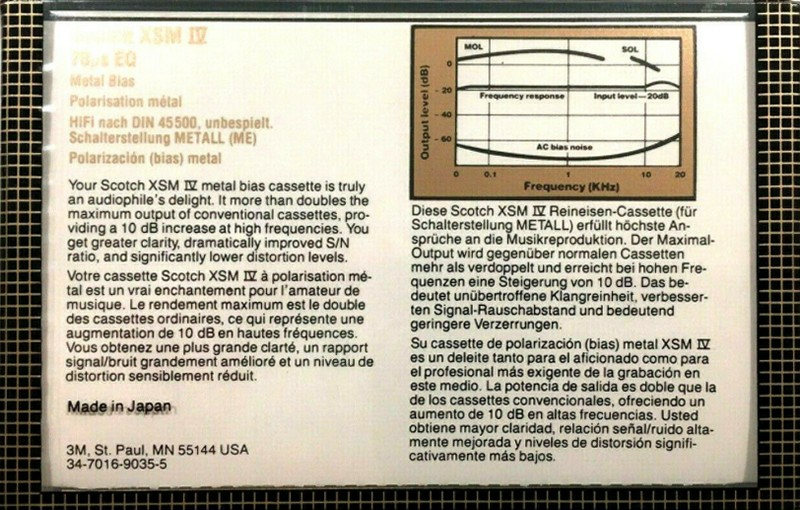 XSM IV
70µs EQ
Metal Bias
Polarisation métal
HiFi nach DIN 45500, unbespielt.
Schalterstellung METALL (ME)
Polarización (bias) metal
Your Scotch XSM IV metal bias cassette is truly
an audiophile's delight. It more than doubles the
maximum output of conventional cassettes, pro-
viding a 10 dB increase at high frequencies. You
get greater clarity, dramatically improved S/N
ratio, and significantly lower distortion levels.
Votre cassette Scotch XSM IV à polarisation mé-
tal est un vrai enchantement pour l'amateur de
musique. Le rendement maximum est le double
des cassettes ordinaires, ce qui représente une
augmentation de 10 dB en hautes fréquences.
Vous obtenez une plus grande clarté, un rapport
signal/bruit grandement amélioré et un niveau de
distortion sensiblement réduit.
Made in Japan
3M, St. Paul, MN 55144 USA
34-7016-9035-5
MOL
SOL
Frequency response
Input level—20dB
AC bias noise
Output level (dB)
0
- 20
- 40
- 60
0
0.1
1
10
20
Frequency (KHz)
Diese Scotch XSM IV Reineisen-Cassette (für
Schalterstellung METALL) erfüllt höchste An-
sprüche an die Musikreproduktion. Der Maximal-
Output wird gegenüber normalen Cassetten
mehr als verdoppelt und erreicht bei hohen Fre-
quenzen eine Steigerung von 10 dB. Das be-
deutet unübertroffene Klangreinheit, verbesser-
ten Signal-Rauschabstand und bedeutend
geringere Verzerrungen.
Su cassette de polarización (bias) metal XSM IV
es un deleite tanto para el aficionado como para
el profesional más exigente de la grabación en
este medio. La potencia de salida es doble que la
de los cassettes convencionales, ofreciendo un
aumento de 10 dB en altas frecuencias. Usted
obtiene mayor claridad, relación señal/ruido alta-
mente mejorada y niveles de distorsión signifi-
cativamente más bajos.